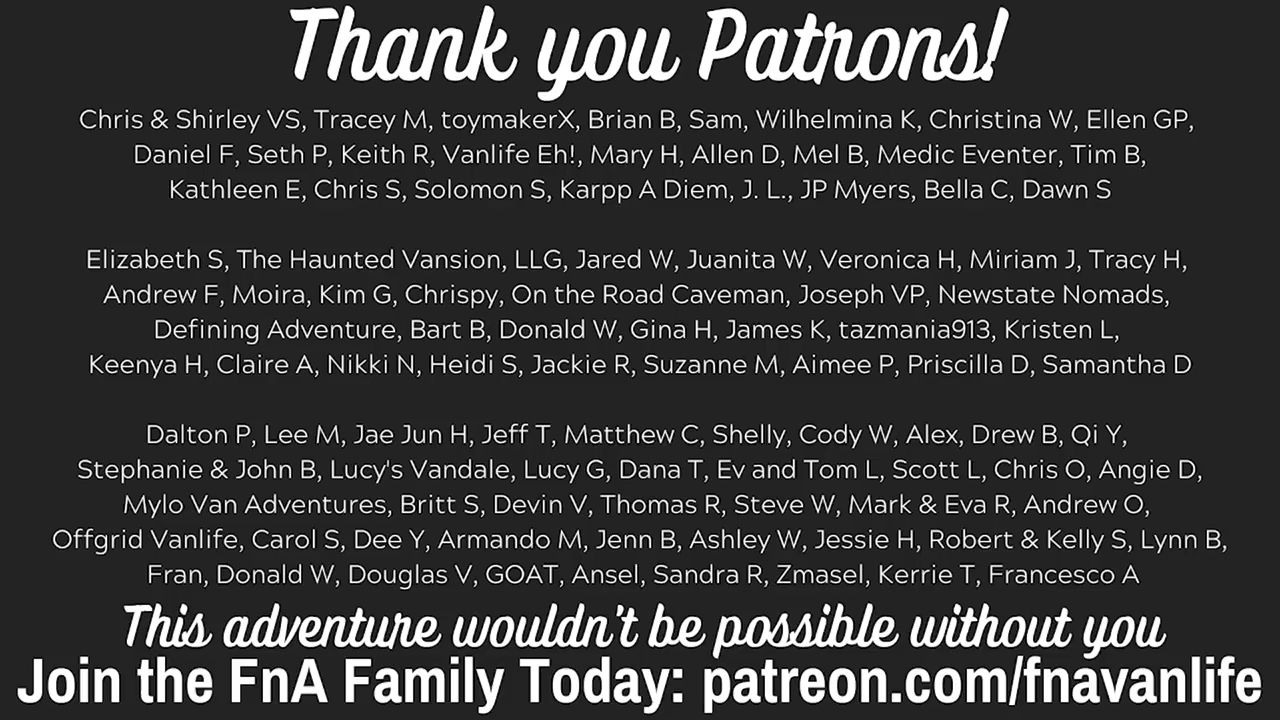 Thank you Patrons!
Chris & Shirley VS, Tracey M, toymakerX, Brian B, Sam, Wilhelmina K, Christina W, Ellen GP,
Daniel F, Seth P, Keith R, Vanlife Eh!, Mary H, Allen D, Mel B, Medic Eventer, Tim B,
Kathleen E, Chris S, Solomon S, Karpp A Diem, J. L., JP Myers, Bella C, Dawn S
Elizabeth S, The Haunted Vansion, LLG, Jared W, Juanita W, Veronica H, Miriam J, Tracy H,
Andrew F, Moira, Kim G, Chrispy, On the Road Caveman, Joseph VP, Newstate Nomads,
Defining Adventure, Bart B, Donald W, Gina H, James K, tazmania913, Kristen L,
Keenya H, Claire A, Nikki N, Heidi S, Jackie R, Suzanne M, Aimee P, Priscilla D, Samantha D
Dalton P, Lee M, Jae Jun H, Jeff T, Matthew C, Shelly, Cody W, Alex, Drew B, Qi Y,
Stephanie & John B, Lucy's Vandale, Lucy G, Dana T, Ev and Tom L, Scott L, Chris O, Angie D,
Mylo Van Adventures, Britt S, Devin V, Thomas R, Steve W, Mark & Eva R, Andrew O,
Offgrid Vanlife, Carol S, Dee Y, Armando M, Jenn B, Ashley W, Jessie H, Robert & Kelly S, Lynn B,
Fran, Donald W, Douglas V, GOAT, Ansel, Sandra R, Zmasel, Kerrie T, Francesco A
This adventure wouldn't be possible without you
Join the FnA Family Today: patreon.com/fnavanlife